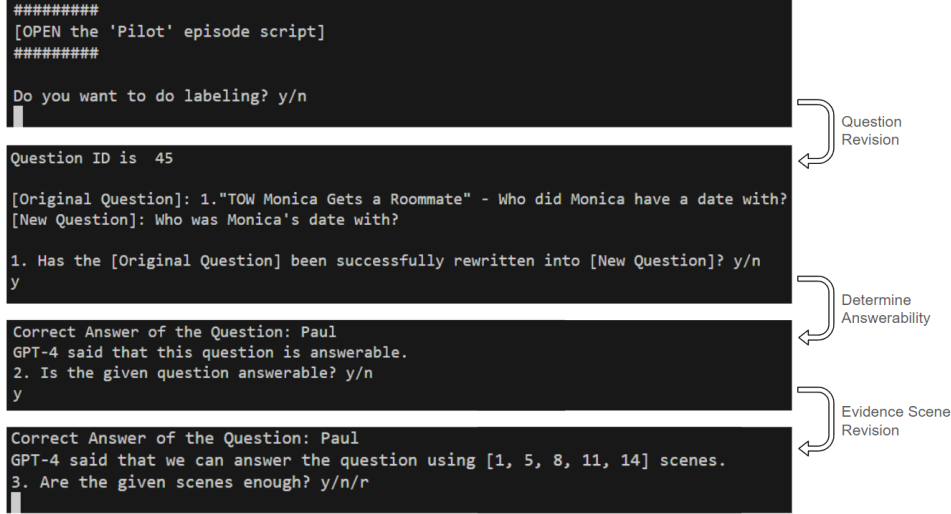 #########
[OPEN the 'Pilot' episode script]
#########
Do you want to do labeling? y/n
Question
Revision
Question ID is  45
[Original Question]: 1."TOW Monica Gets a Roommate" - Who did Monica have a date with?
[New Question]: Who was Monica's date with?
1. Has the [Original Question] been successfully rewritten into [New Question]? y/n
y
Determine
Answerability
Correct Answer of the Question: Paul
GPT-4 said that this question is answerable.
2. Is the given question answerable? y/n
y
Evidence Scene
Revision
Correct Answer of the Question: Paul
GPT-4 said that we can answer the question using [1, 5, 8, 11, 14] scenes.
3. Are the given scenes enough? y/n/r